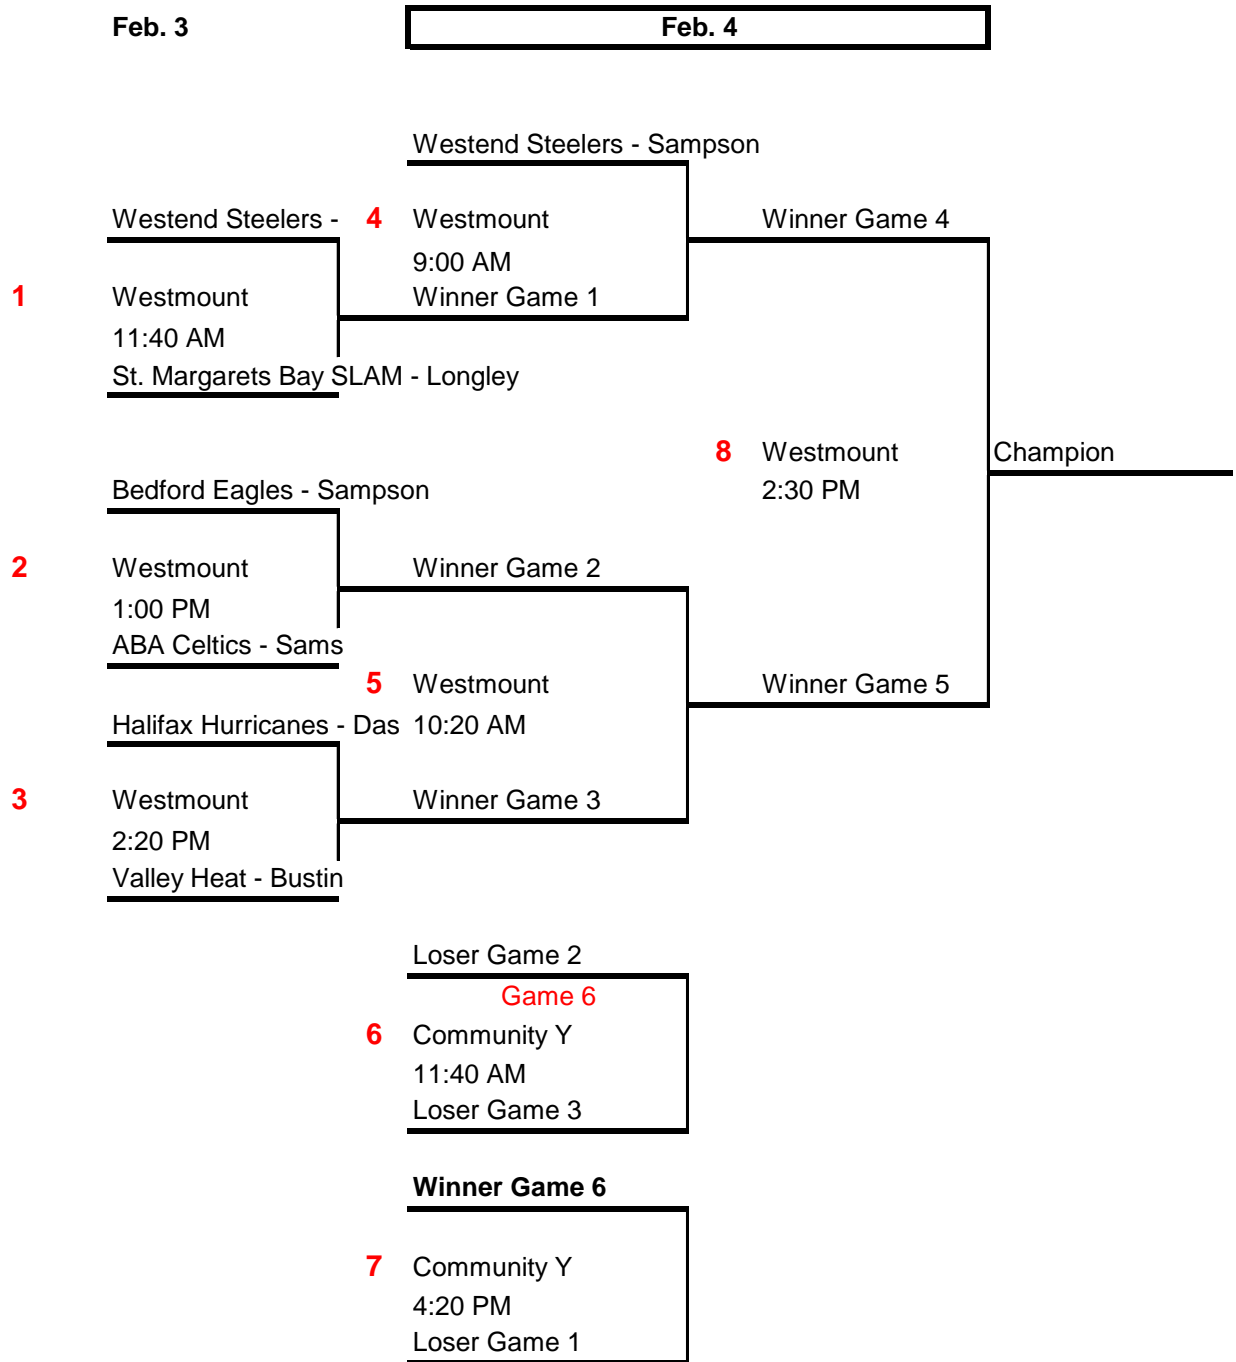 Feb. 3 Feb. 4
Westend Steelers - Sampson
Westend Steelers - 4 Westmount Winner Game 4
9:00 AM
1 Westmount Winner Game 1
11:40 AM
St. Margarets Bay SLAM - Longley
8 Westmount Champion
Bedford Eagles - Sampson 2:30 PM
2 Westmount Winner Game 2
1:00 PM
ABA Celtics - Sams
5 Westmount Winner Game 5
Halifax Hurricanes - Das 10:20 AM
3 Westmount Winner Game 3
2:20 PM
Valley Heat - Bustin
Loser Game 2
Game 6
6 Community Y
11:40 AM
Loser Game 3
Winner Game 6
7 Community Y
4:20 PM
Loser Game 1